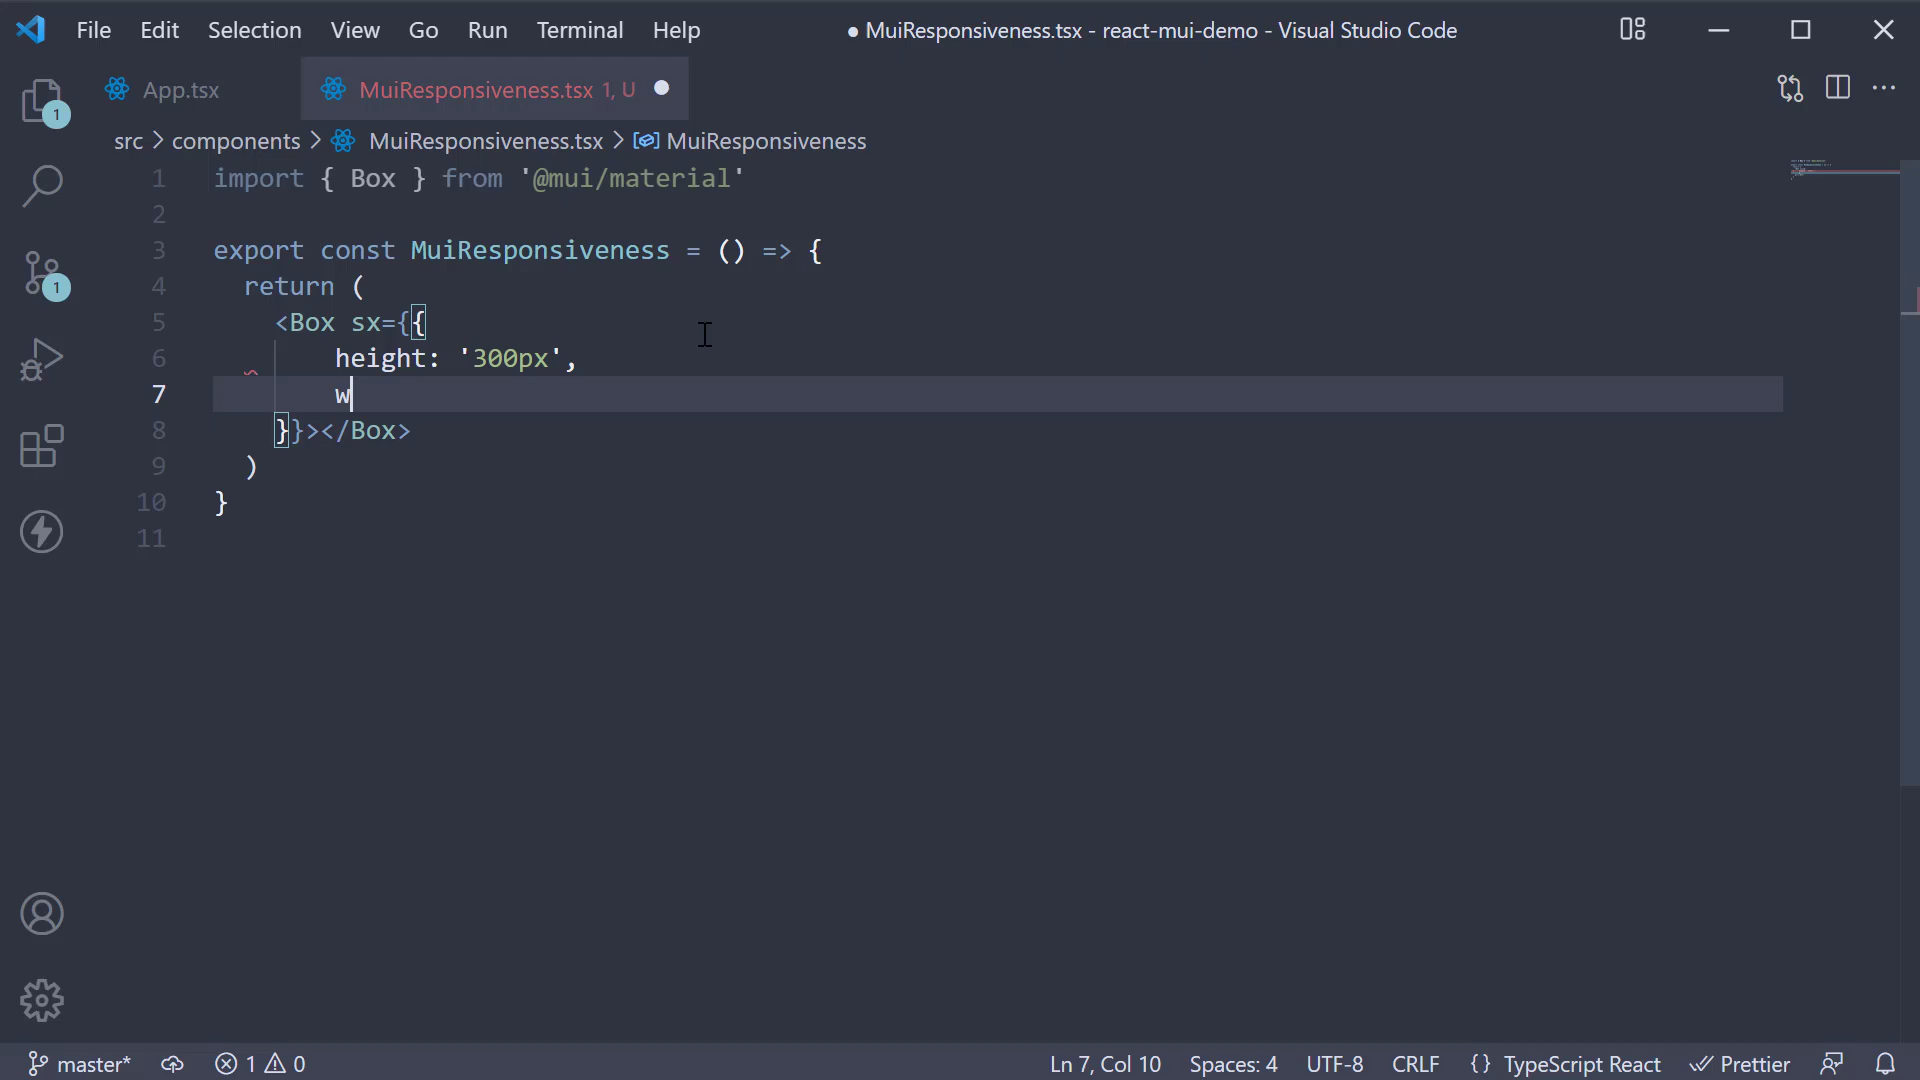 File Edit Selection View Go Run Terminal Help ● MuiResponsiveness.tsx - react-mui-demo - Visual Studio Code
App.tsx MuiResponsiveness.tsx 1, U
src > components > MuiResponsiveness.tsx > MuiResponsiveness
1 import { Box } from '@mui/material'
2
3 export const MuiResponsiveness = () => {
4 return (
5 <Box sx={{
6 height: '300px',
7 w
8 }}></Box>
9 )
10 }
11
1
1
master* 1 0 Ln 7, Col 10 Spaces: 4 UTF-8 CRLF {} TypeScript React Prettier